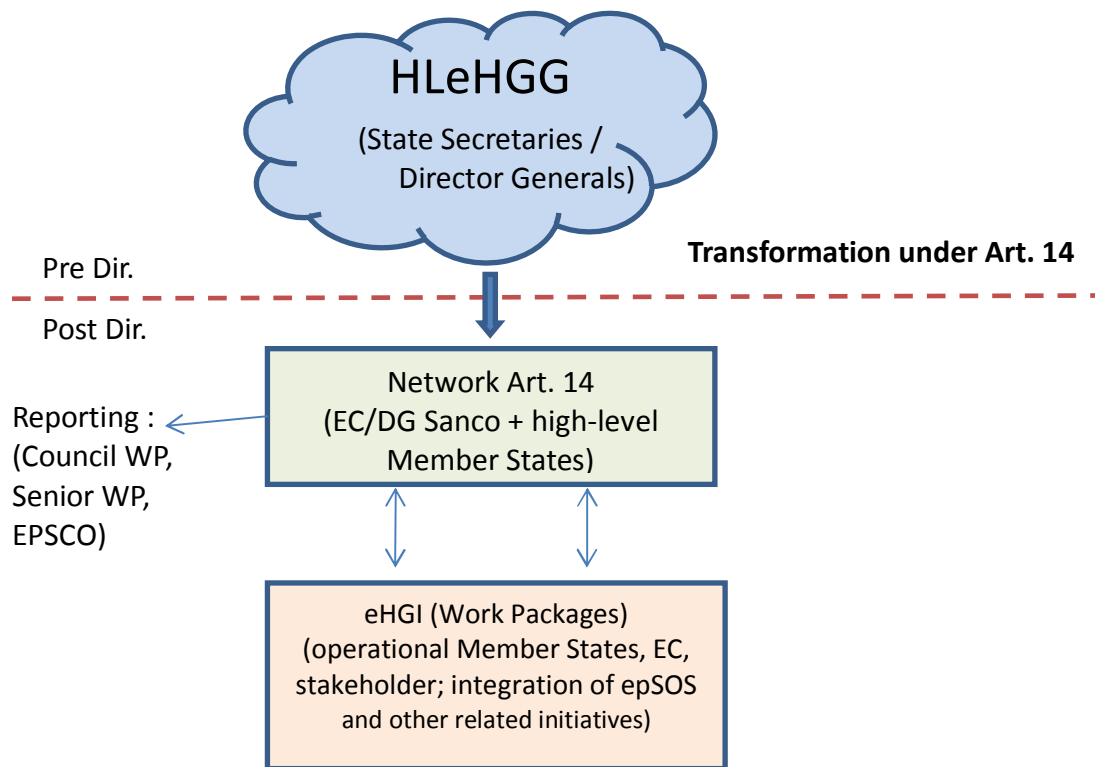 HLeHGG
(State Secretaries /
Director Generals)
Transformation under Art. 14
Pre Dir.
Post Dir.
Network Art. 14
(EC/DG Sanco + high-level
Member States)
Reporting :
(Council WP,
Senior WP,
EPSCO)
eHGI (Work Packages)
(operational Member States, EC,
stakeholder; integration of epSOS
and other related initiatives)